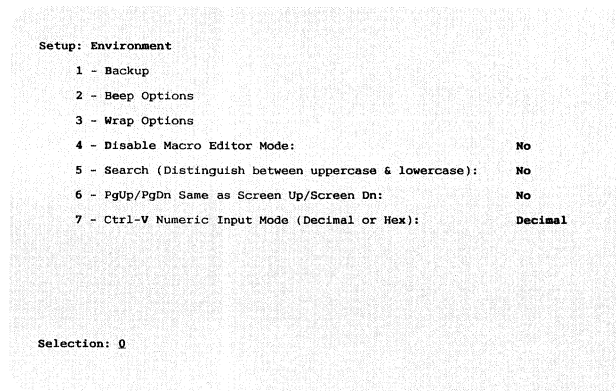 Setup: Environment
1 - Backup
2 - Beep Options
3 - Wrap Options
4 - Disable Macro Editor Mode: No
5 - Search (Distinguish between uppercase & lowercase): No
6 - PgUp/PgDn Same as Screen Up/Screen Dn: No
7 - Ctrl-V Numeric Input Mode (Decimal or Hex): Decimal
Selection: 0